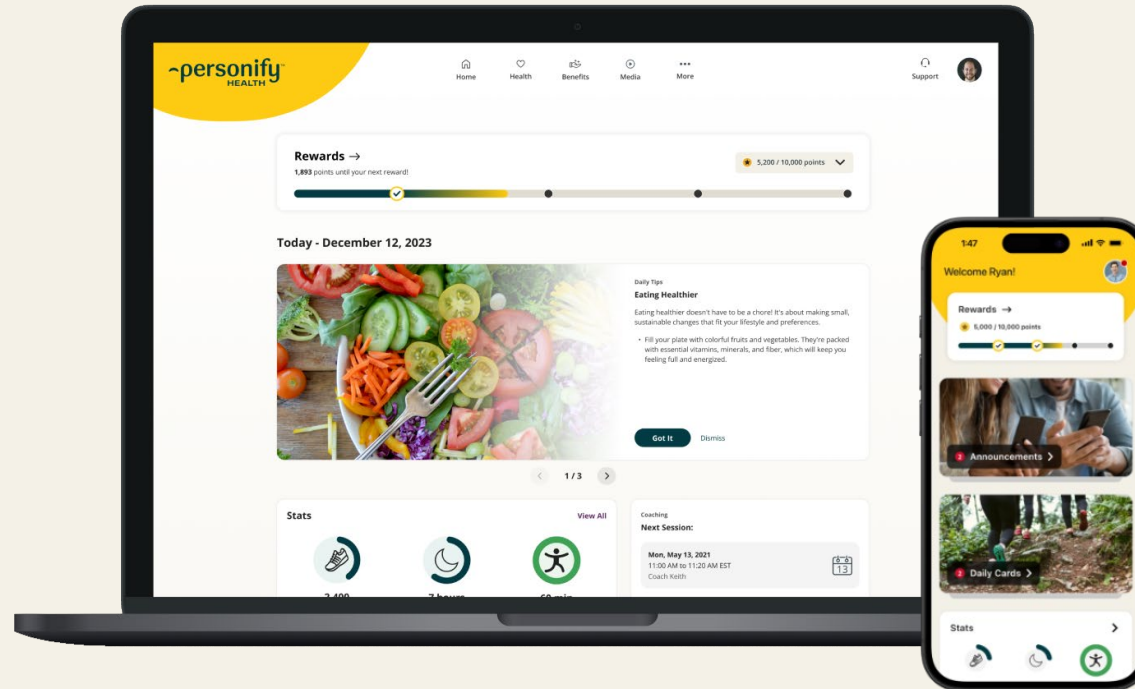 personify
HEALTH
Home
Health
Benefits
Media
More
Support
Rewards →
1,893 points until your next reward!
5,200 / 10,000 points
Today - December 12, 2023
Daily Tips
Eating Healthier
Eating healthier doesn't have to be a chore! It's about making small,
sustainable changes that fit your lifestyle and preferences.
• Fill your plate with colorful fruits and vegetables. They're packed
with essential vitamins, minerals, and fiber, which will keep you
feeling full and energized.
Got It
Dismiss
1 / 3
Stats
View All
Coaching
Next Session:
Mon, May 13, 2021
11:00 AM to 11:20 AM EST
Coach Keith
13
1:47
Welcome Ryan!
Rewards →
5,000 / 10,000 points
2 Announcements
2 Daily Cards
Stats